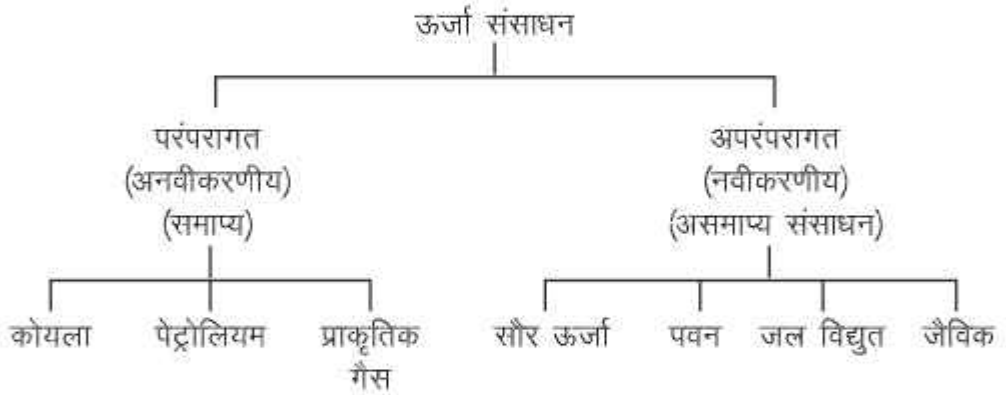 ऊर्जा संसाधन
परंपरागत
(अनवीकरणीय)
(समाप्य)
अपरंपरागत
(नवीकरणीय)
(असमाप्य संसाधन)
कोयला
पेट्रोलियम
प्राकृतिक
गैस
सौर ऊर्जा
पवन
जल विद्युत
जैविक